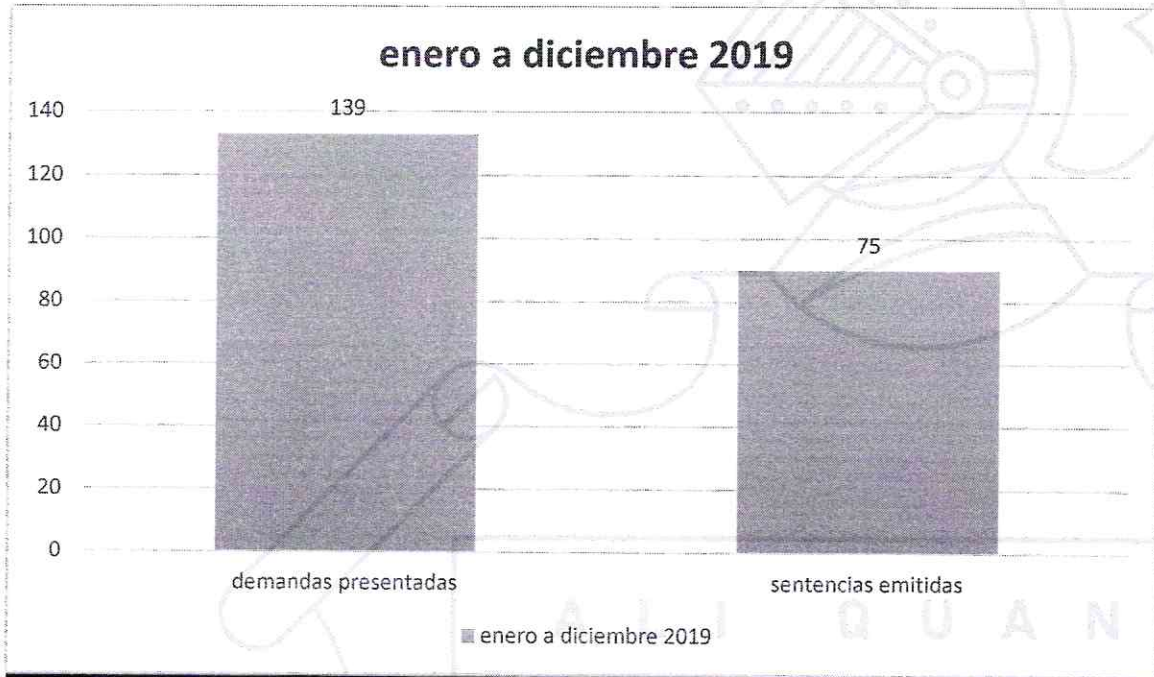 enero a diciembre 2019
140
139
120
100
75
80
60
40
20
0
demandas presentadas
sentencias emitidas
enero a diciembre 2019
A L I Q U A N